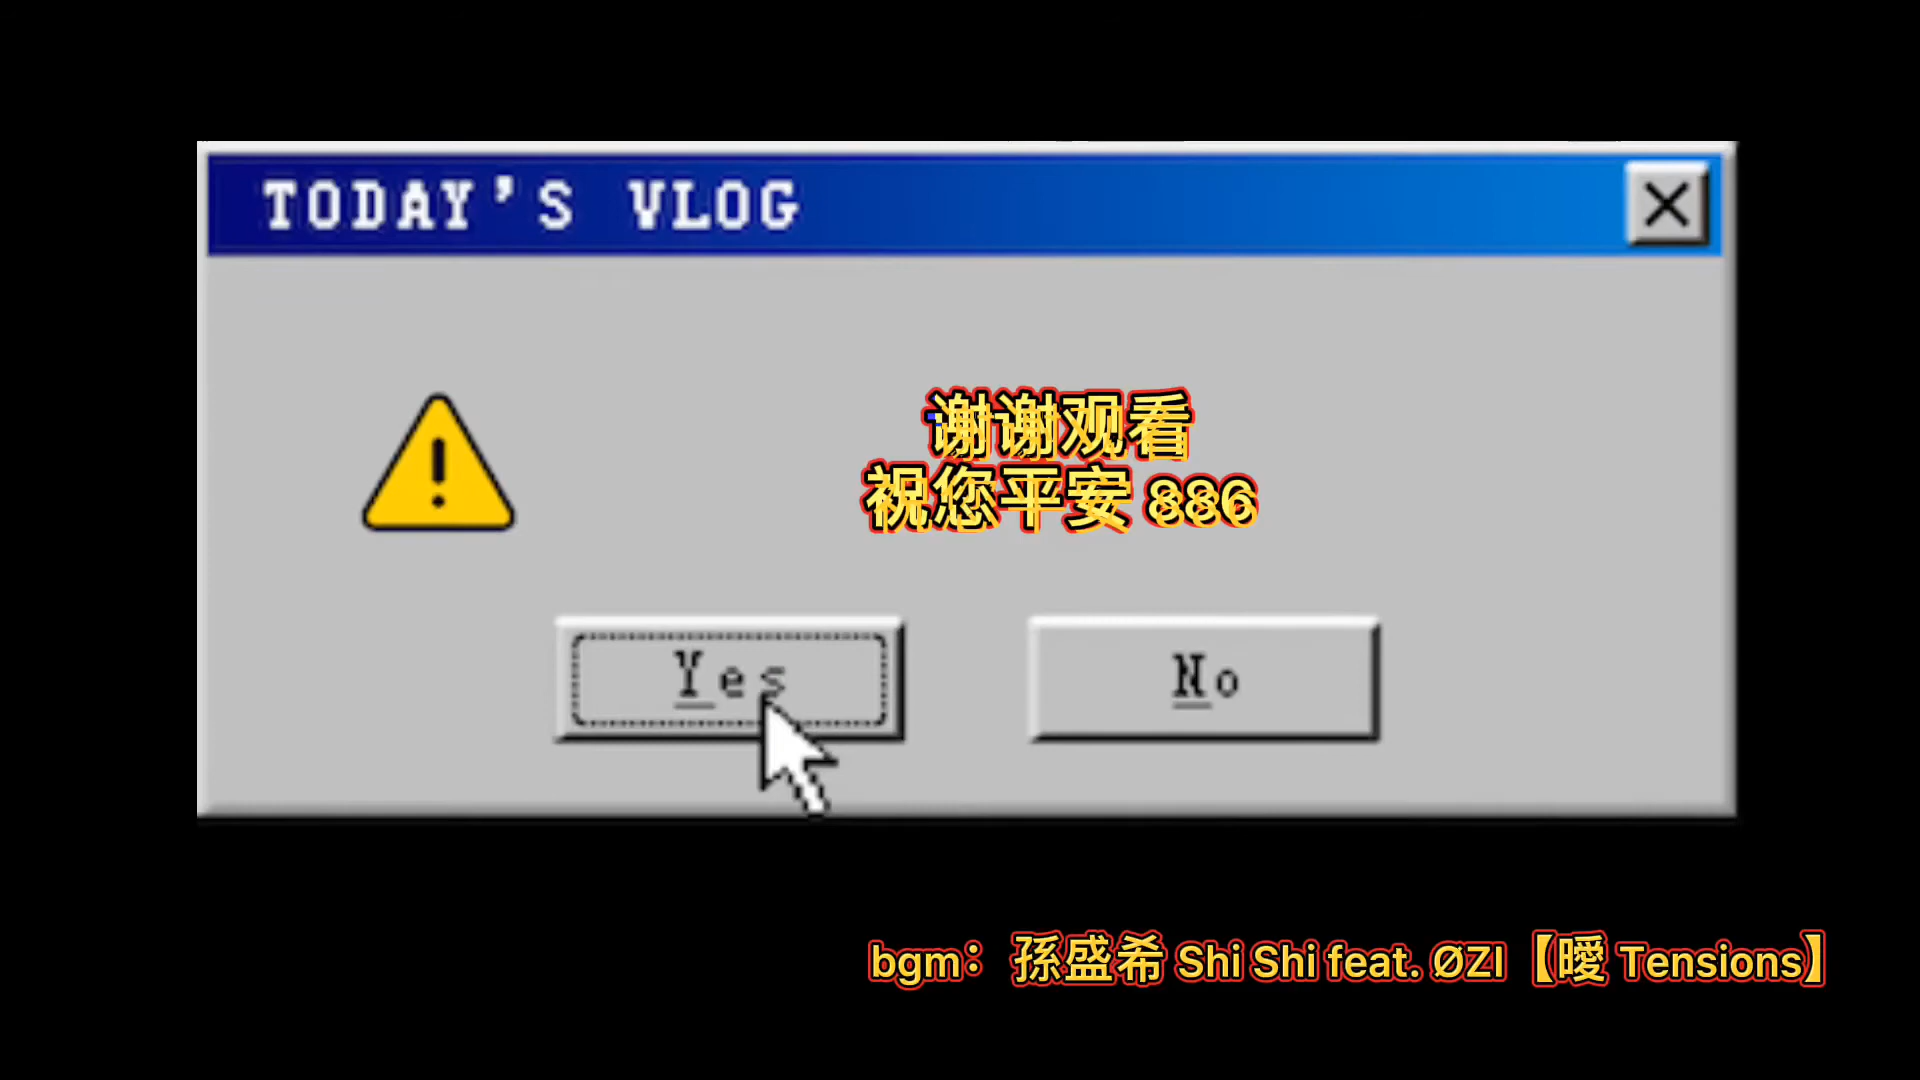 TODAY'S VLOG
谢谢观看
祝您平安 886
Yes
No
bgm：孫盛希 Shi Shi feat. ØZI【曖 Tensions】